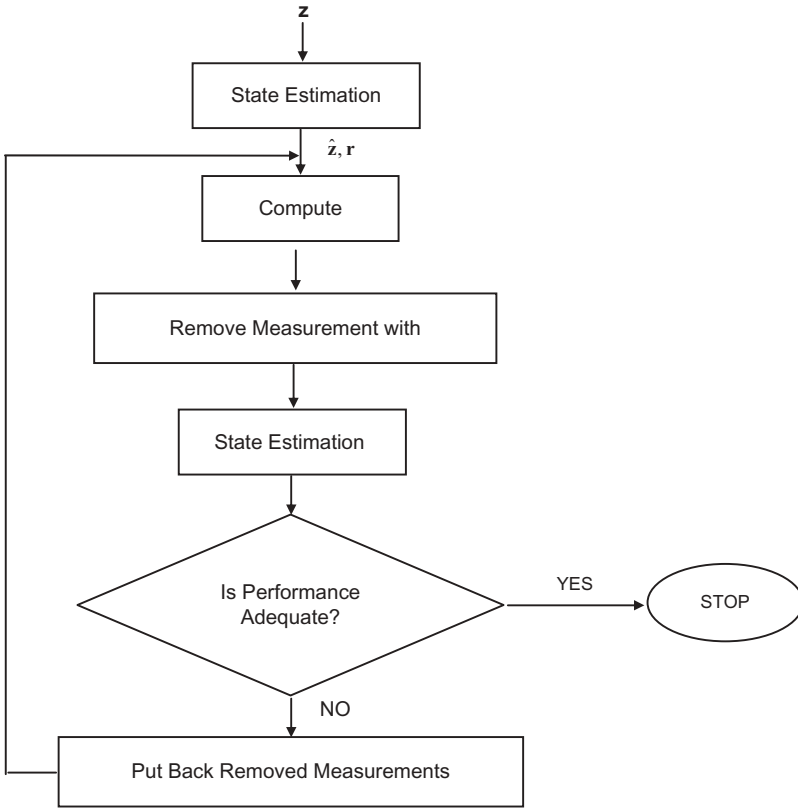 z
State Estimation
ẑ, r
Compute
Remove Measurement with
State Estimation
Is Performance
Adequate?
YES
STOP
NO
Put Back Removed Measurements